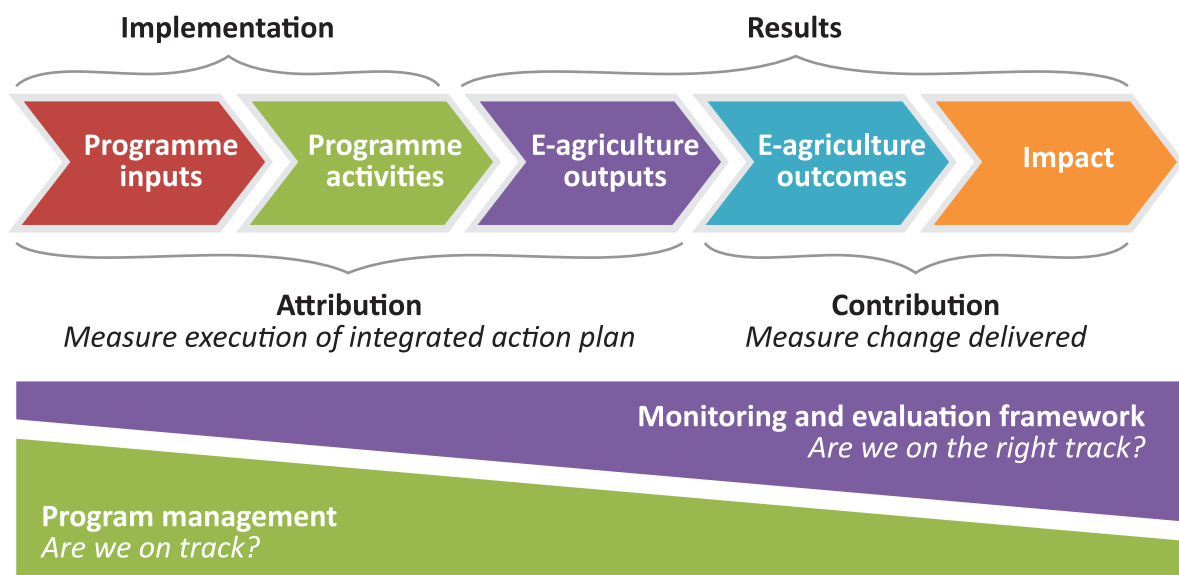 Implementation
Results
Programme
inputs
Programme
activities
E-agriculture
outputs
E-agriculture
outcomes
Impact
Attribution
Measure execution of integrated action plan
Contribution
Measure change delivered
Monitoring and evaluation framework
Are we on the right track?
Program management
Are we on track?